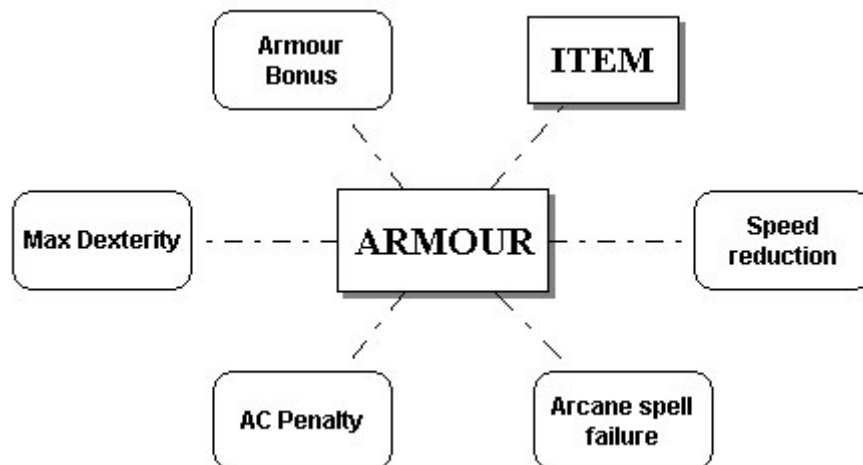 Armour
Bonus
ITEM
Max Dexterity
ARMOUR
Speed
reduction
AC Penalty
Arcane spell
failure